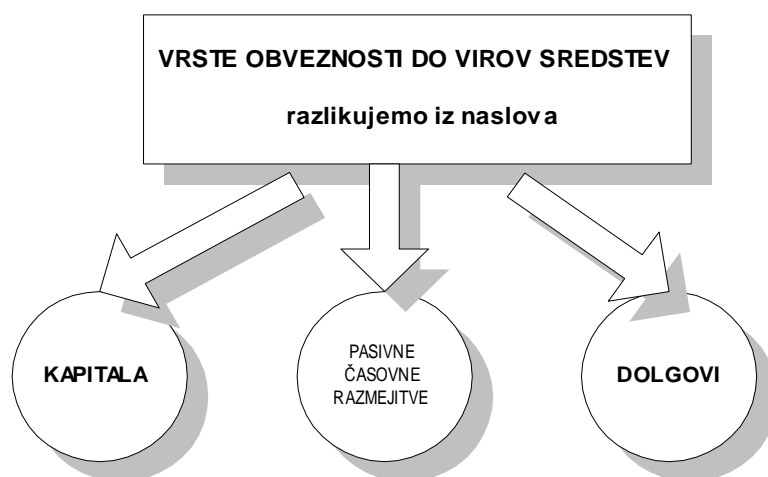 VRSTE OBVEZNOSTI DO VIROV SREDSTEV
razlikujemo iz naslova
KAPITALA
PASIVNE
ČASOVNE
RAZMEJITVE
DOLGOVI